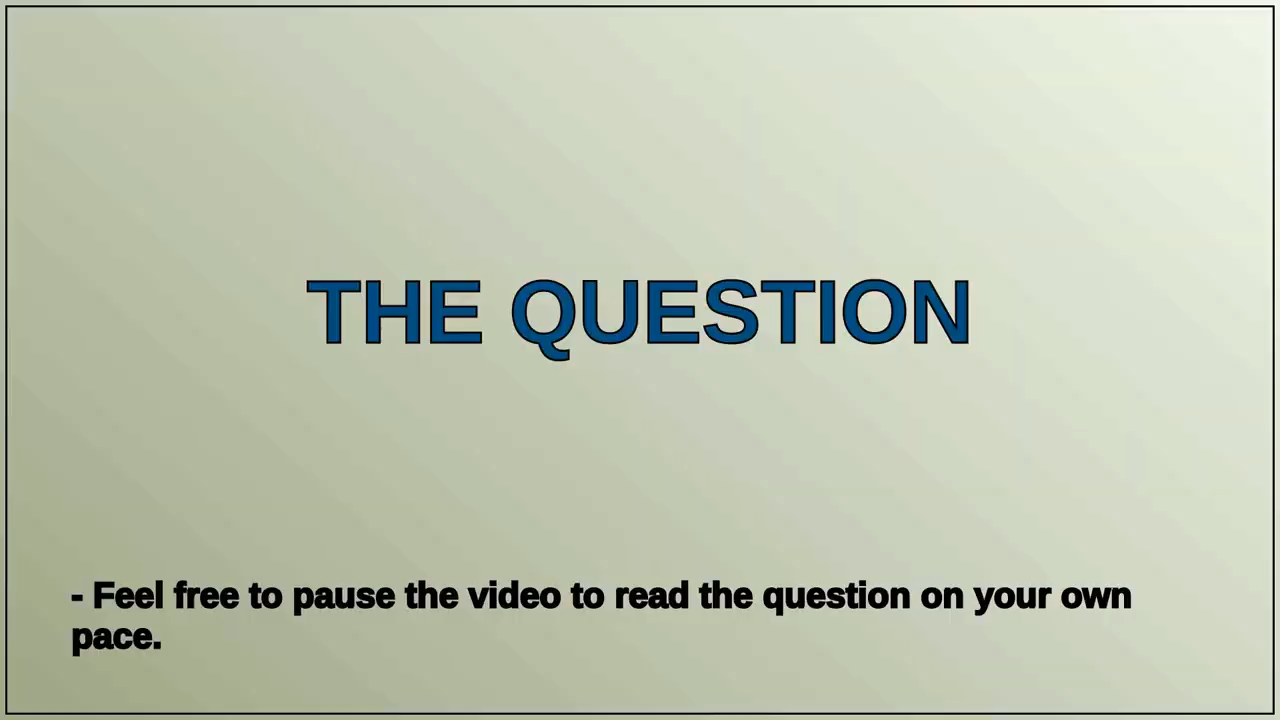 THE QUESTION
- Feel free to pause the video to read the question on your own
pace.